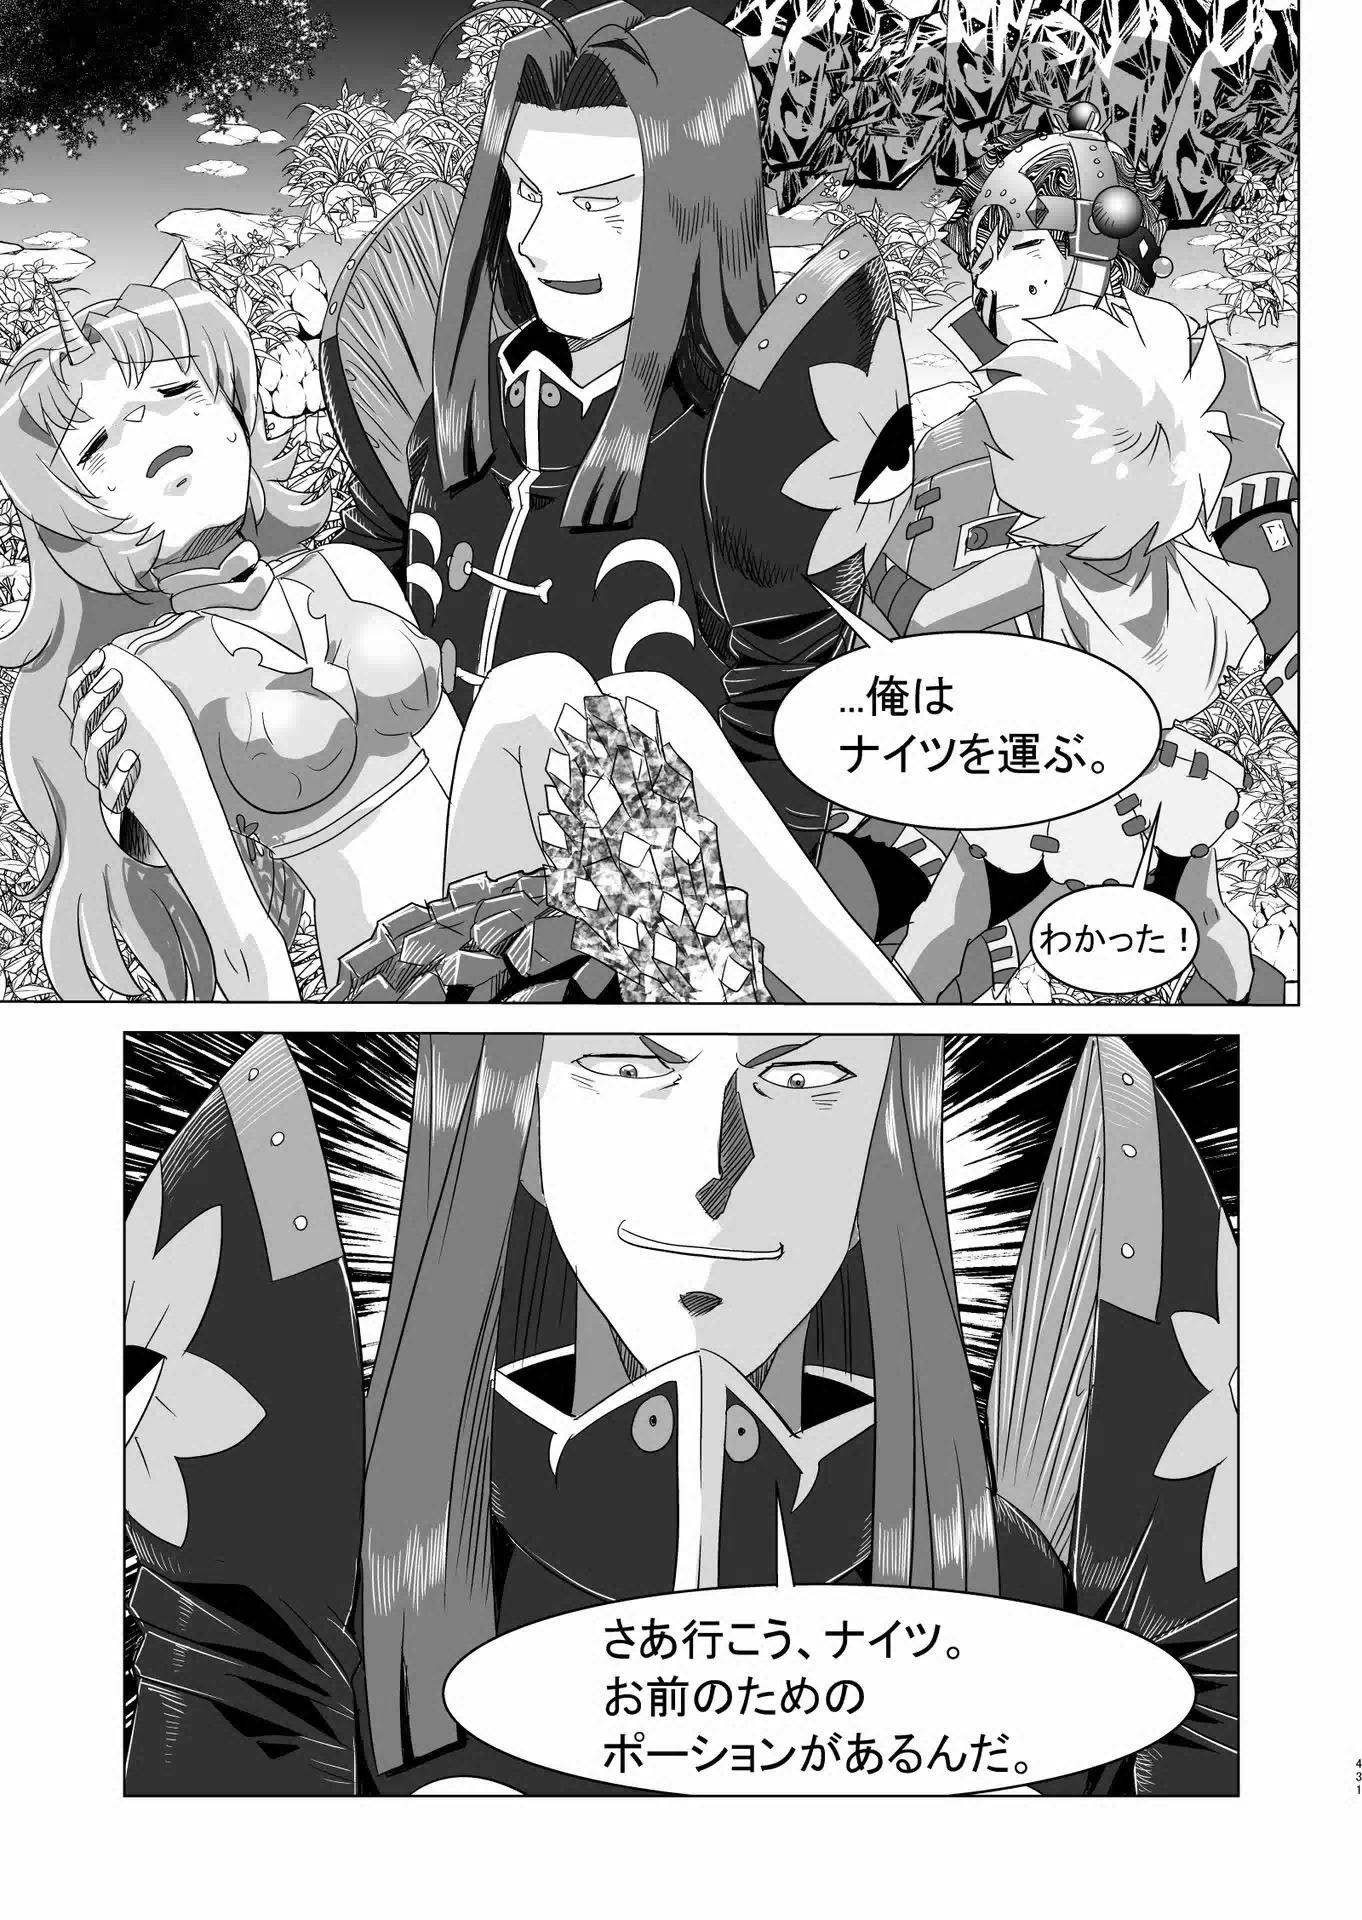 …俺は
ナイツを運ぶ。
わかった！
さあ行こう、ナイツ。
お前のための
ポーションがあるんだ。
431